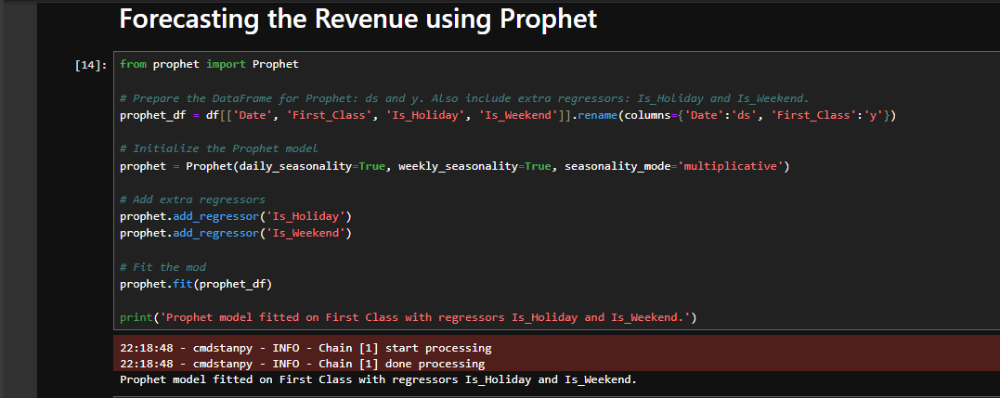 Forecasting the Revenue using Prophet
[14]: from prophet import Prophet
# Prepare the DataFrame for Prophet: ds and y. Also include extra regressors: Is_Holiday and Is_Weekend.
prophet_df = df[['Date', 'First_Class', 'Is_Holiday', 'Is_Weekend']].rename(columns={'Date':'ds', 'First_Class':'y'})
# Initialize the Prophet model
prophet = Prophet(daily_seasonality=True, weekly_seasonality=True, seasonality_mode='multiplicative')
# Add extra regressors
prophet.add_regressor('Is_Holiday')
prophet.add_regressor('Is_Weekend')
# Fit the mod
prophet.fit(prophet_df)
print('Prophet model fitted on First Class with regressors Is_Holiday and Is_Weekend.')
22:18:48 - cmdstanpy - INFO - Chain [1] start processing
22:18:48 - cmdstanpy - INFO - Chain [1] done processing
Prophet model fitted on First Class with regressors Is_Holiday and Is_Weekend.